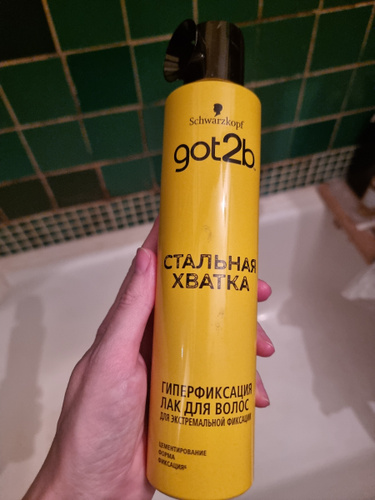 Schwarzkopf
got2b
СТАЛЬНАЯ
ХВАТКА
ГИПЕРФИКСАЦИЯ
ЛАК ДЛЯ ВОЛОС
ДЛЯ ЭКСТРЕМАЛЬНОЙ ФИКСАЦИИ
ЦЕМЕНТИРОВАНИЕ
ФОРМА
ФИКСАЦИЯ